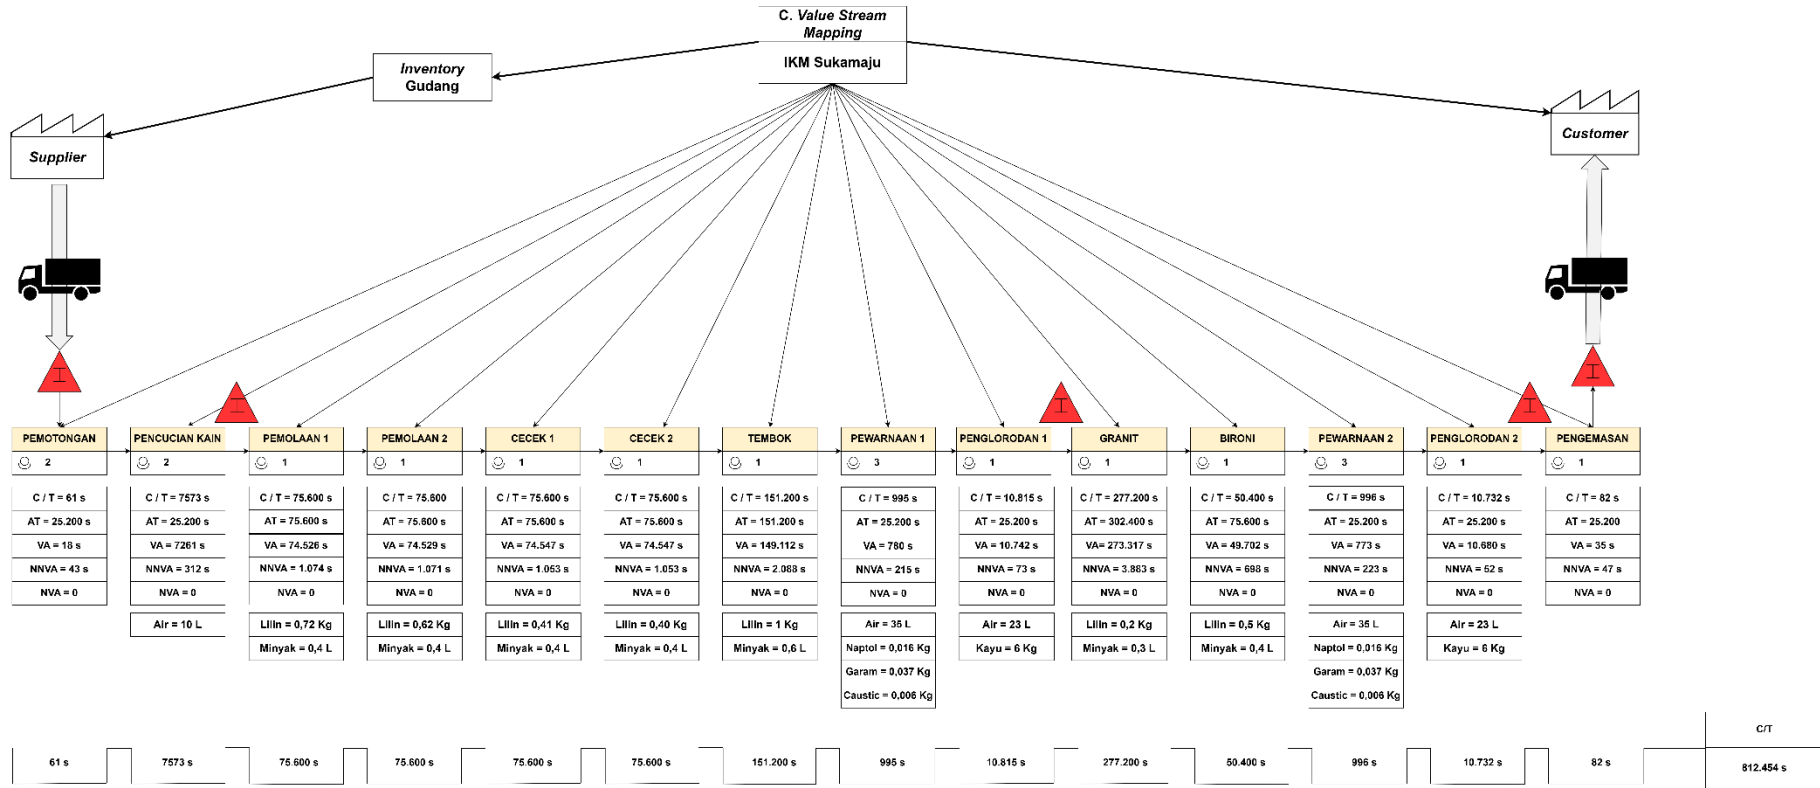 C. Value Stream
Mapping
IKM Sukamaju
Inventory
Gudang
Supplier
Customer
I
I
I
I
I
PEMOTONGAN
PENCUCIAN KAIN
PEMOLAAN 1
PEMOLAAN 2
CECEK 1
CECEK 2
TEMBOK
PEWARNAAN 1
PENGLORODAN 1
GRANIT
BIRONI
PEWARNAAN 2
PENGLORODAN 2
PENGEMASAN
2
2
1
1
1
1
1
3
1
1
1
3
1
1
C / T = 61 s
AT = 25.200 s
VA = 18 s
NNVA = 43 s
NVA = 0
C / T = 7573 s
AT = 25.200 s
VA = 7261 s
NNVA = 312 s
NVA = 0
Air = 10 L
C / T = 75.600 s
AT = 75.600 s
VA = 74.526 s
NNVA = 1.074 s
NVA = 0
Lilin = 0,72 Kg
Minyak = 0,4 L
C / T = 75.600
AT = 75.600 s
VA = 74.529 s
NNVA = 1.071 s
NVA = 0
Lilin = 0,62 Kg
Minyak = 0,4 L
C / T = 75.600 s
AT = 75.600 s
VA = 74.547 s
NNVA = 1.053 s
NVA = 0
Lilin = 0,41 Kg
Minyak = 0,4 L
C / T = 75.600 s
AT = 75.600 s
VA = 74.547 s
NNVA = 1.053 s
NVA = 0
Lilin = 0,40 Kg
Minyak = 0,4 L
C / T = 151.200 s
AT = 151.200 s
VA = 149.112 s
NNVA = 2.088 s
NVA = 0
Lilin = 1 Kg
Minyak = 0,6 L
C / T = 995 s
AT = 25.200 s
VA = 780 s
NNVA = 215 s
NVA = 0
Air = 35 L
Naptol = 0,016 Kg
Garam = 0,037 Kg
Caustic = 0,006 Kg
C / T = 10.815 s
AT = 25.200 s
VA = 10.742 s
NNVA = 73 s
NVA = 0
Air = 23 L
Kayu = 6 Kg
C / T = 277.200 s
AT = 302.400 s
VA = 273.317 s
NNVA = 3.883 s
NVA = 0
Lilin = 0,2 Kg
Minyak = 0,3 L
C / T = 50.400 s
AT = 75.600 s
VA = 49.702 s
NNVA = 698 s
NVA = 0
Lilin = 0,5 Kg
Minyak = 0,4 L
C / T = 996 s
AT = 25.200 s
VA = 773 s
NNVA = 223 s
NVA = 0
Air = 35 L
Naptol = 0,016 Kg
Garam = 0,037 Kg
Caustic = 0,006 Kg
C / T = 10.732 s
AT = 25.200 s
VA = 10.680 s
NNVA = 52 s
NVA = 0
Air = 23 L
Kayu = 6 Kg
C / T = 82 s
AT = 25.200
VA = 35 s
NNVA = 47 s
NVA = 0
61 s
7573 s
75.600 s
75.600 s
75.600 s
75.600 s
151.200 s
995 s
10.815 s
277.200 s
50.400 s
996 s
10.732 s
82 s
C/T
812.454 s